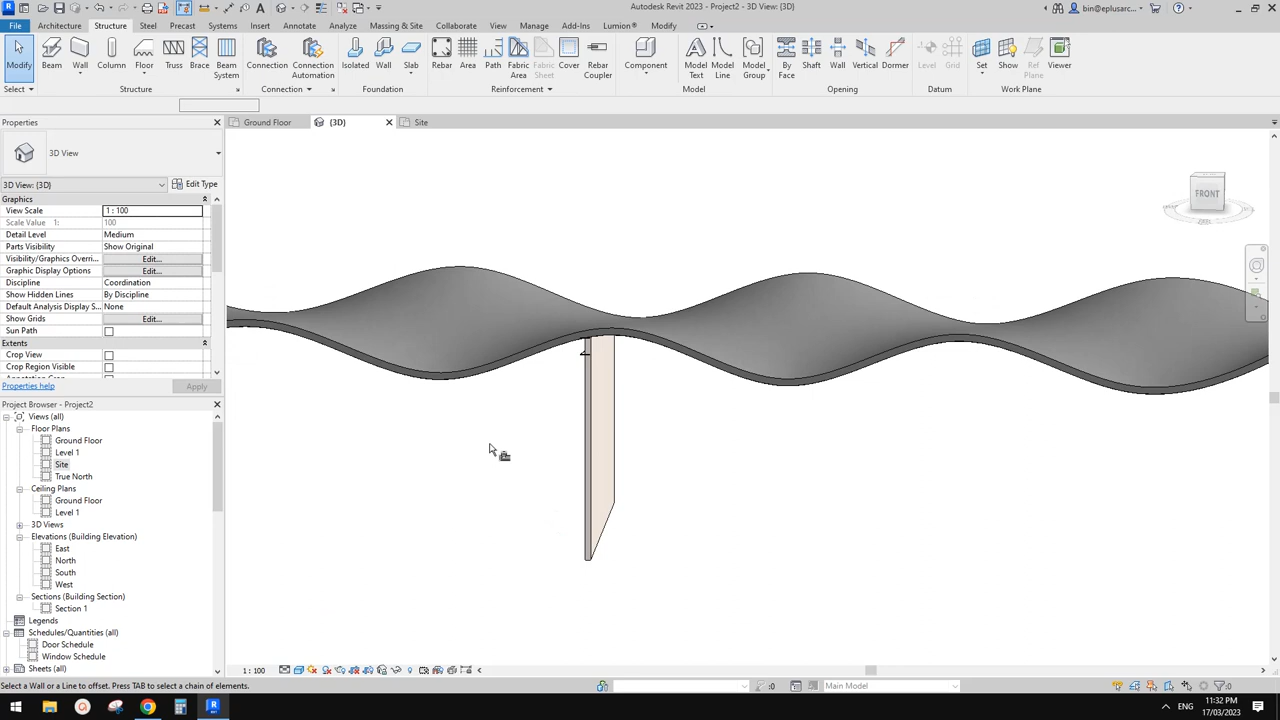 Autodesk Revit 2023 - Project2 - 3D View: {3D}
bin@eplusarc...
File Architecture Structure Steel Precast Systems Insert Annotate Analyze Massing & Site Collaborate View Manage Add-Ins Lumion® Modify
Modify Beam Wall Column Floor Truss Brace Beam System Connection Connection Automation Isolated Wall Slab Rebar Area Path Fabric Area Fabric Sheet Cover Rebar Coupler Component Model Text Model Line Model Group By Face Shaft Wall Vertical Dormer Level Grid Set Show Ref Plane Viewer
Select Structure Connection Foundation Reinforcement Model Opening Datum Work Plane
Properties
Ground Floor {3D} Site
3D View
3D View: {3D} Edit Type
Graphics
View Scale 1 : 100
Scale Value 1: 100
Detail Level Medium
Parts Visibility Show Original
Visibility/Graphics Overri... Edit...
Graphic Display Options Edit...
Discipline Coordination
Show Hidden Lines By Discipline
Default Analysis Display S... None
Show Grids Edit...
Sun Path
Extents
Crop View
Crop Region Visible
Properties help Apply
FRONT
Project Browser - Project2
Views (all)
Floor Plans
Ground Floor
Level 1
Site
True North
Ceiling Plans
Ground Floor
Level 1
3D Views
Elevations (Building Elevation)
East
North
South
West
Sections (Building Section)
Section 1
Legends
Schedules/Quantities (all)
Door Schedule
Window Schedule
Sheets (all)
1 : 100
Select a Wall or a Line to offset. Press TAB to select a chain of elements.
:0 Main Model :0
ENG 11:32 PM
17/03/2023